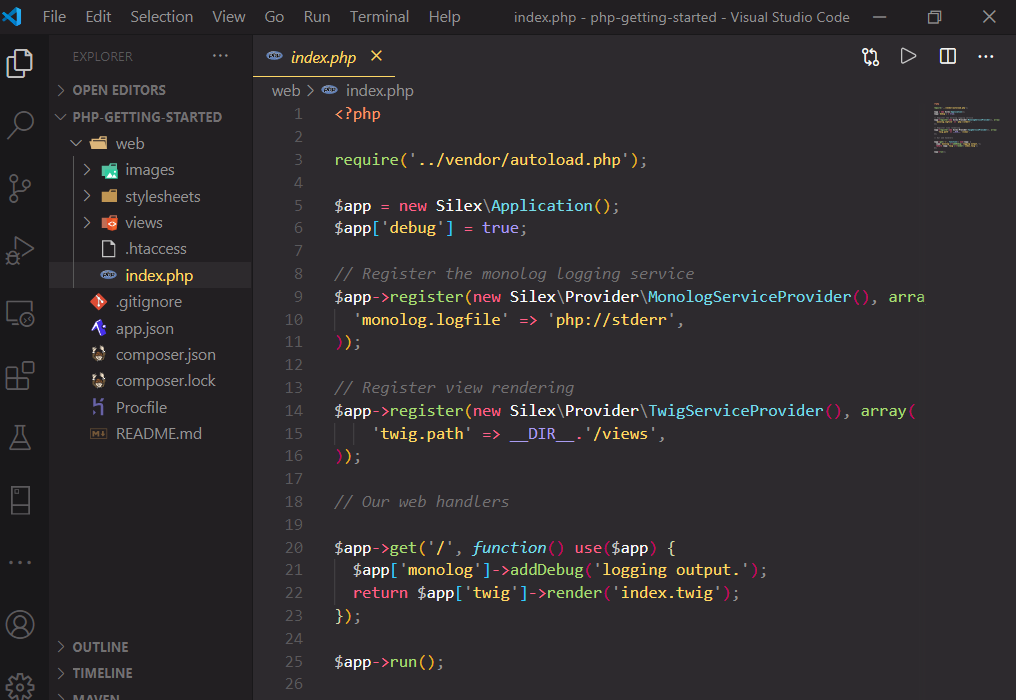 File Edit Selection View Go Run Terminal Help index.php - php-getting-started - Visual Studio Code
EXPLORER
OPEN EDITORS
PHP-GETTING-STARTED
web
images
stylesheets
views
.htaccess
index.php
.gitignore
app.json
composer.json
composer.lock
Procfile
README.md
OUTLINE
TIMELINE
MAVEN
index.php
web > index.php
1 <?php
2
3 require('../vendor/autoload.php');
4
5 $app = new Silex\Application();
6 $app['debug'] = true;
7
8 // Register the monolog logging service
9 $app->register(new Silex\Provider\MonologServiceProvider(), arra
10 'monolog.logfile' => 'php://stderr',
11 ));
12
13 // Register view rendering
14 $app->register(new Silex\Provider\TwigServiceProvider(), array(
15 'twig.path' => __DIR__.'/views',
16 ));
17
18 // Our web handlers
19
20 $app->get('/', function() use($app) {
21 $app['monolog']->addDebug('logging output.');
22 return $app['twig']->render('index.twig');
23 });
24
25 $app->run();
26